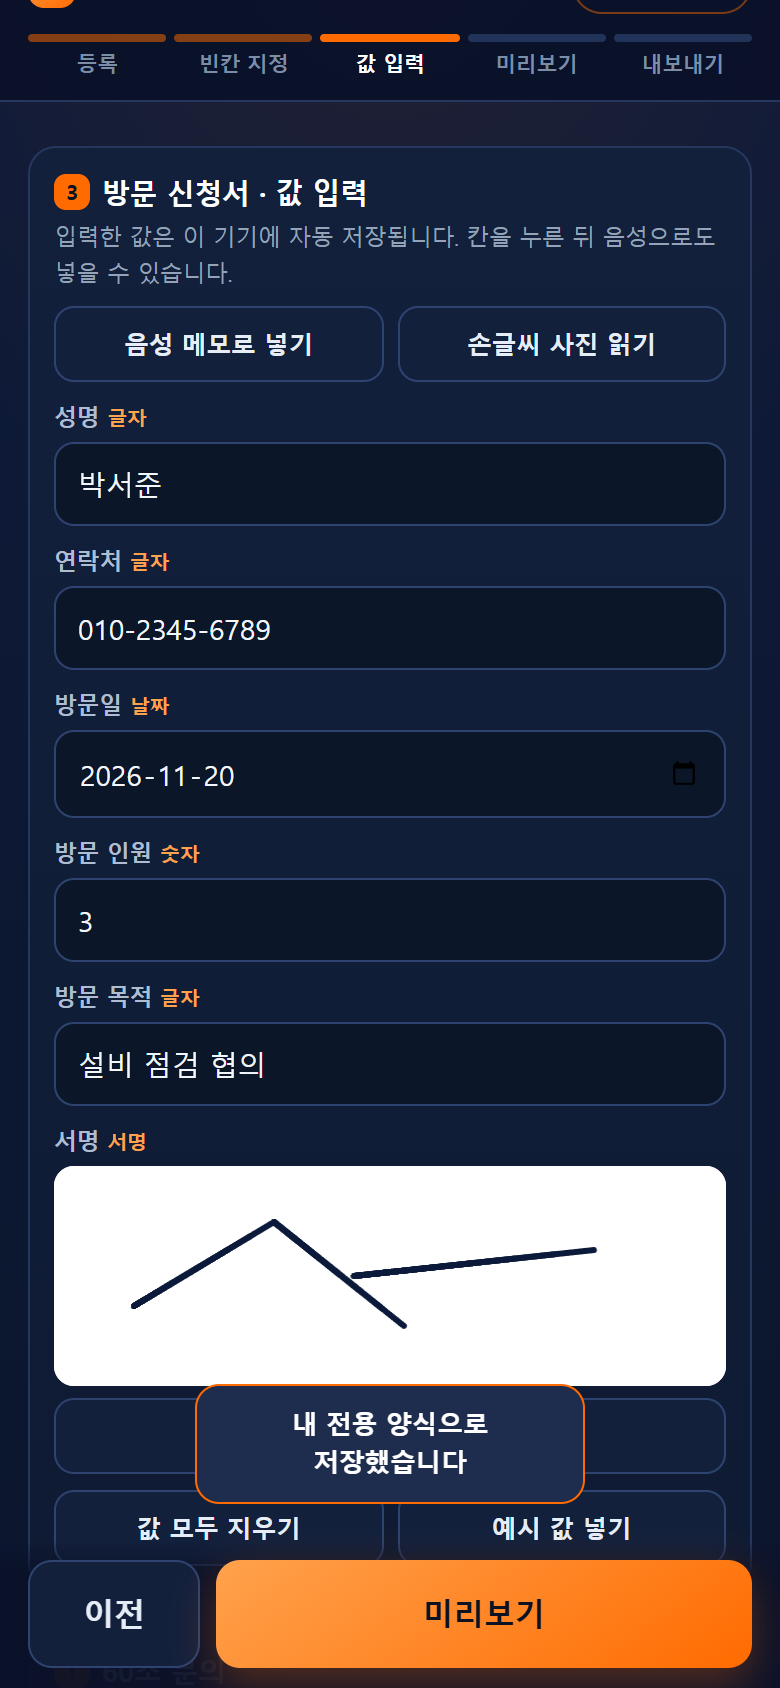 등록
빈칸 지정
값 입력
미리보기
내보내기
3 방문 신청서 · 값 입력
입력한 값은 이 기기에 자동 저장됩니다. 칸을 누른 뒤 음성으로도
넣을 수 있습니다.
음성 메모로 넣기
손글씨 사진 읽기
성명 글자
박서준
연락처 글자
010-2345-6789
방문일 날짜
2026-11-20
방문 인원 숫자
3
방문 목적 글자
설비 점검 협의
서명 서명
내 전용 양식으로
저장했습니다
값 모두 지우기
예시 값 넣기
이전
미리보기
60초 문의